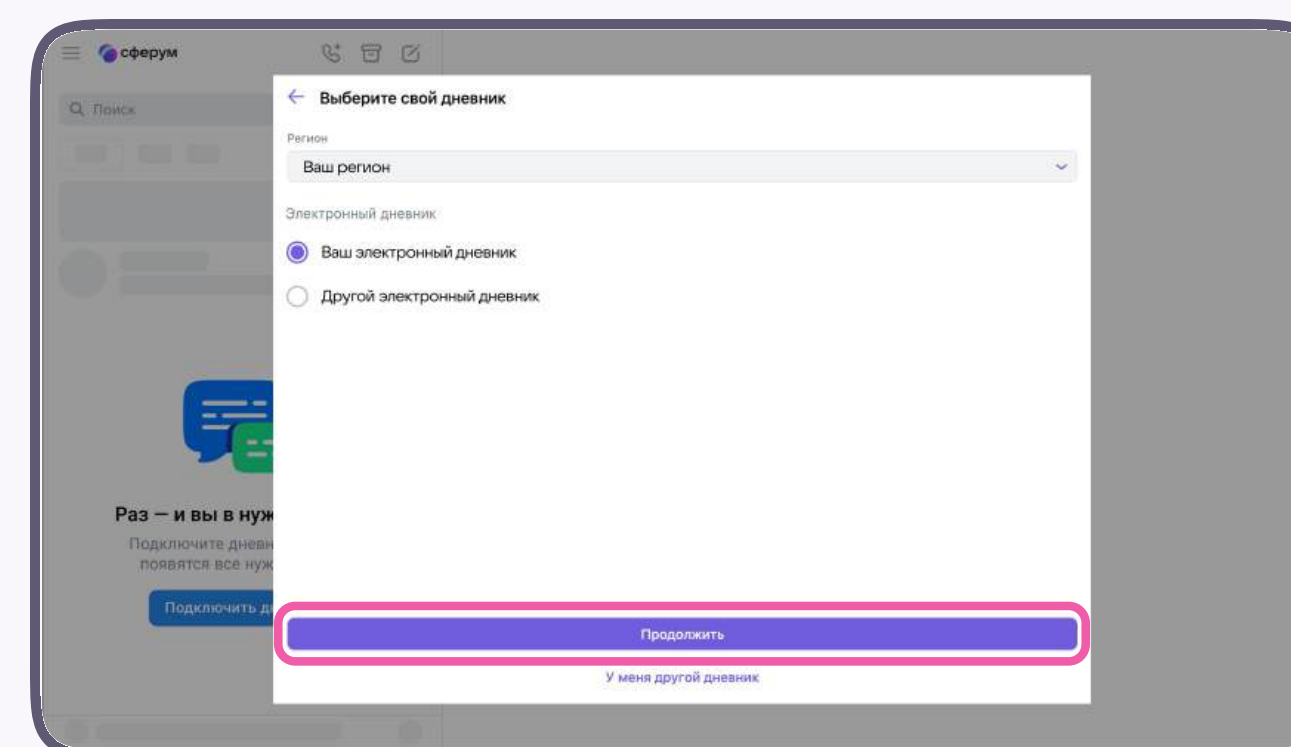 сферум
Поиск
Выберите свой дневник
Регион
Ваш регион
Электронный дневник
Ваш электронный дневник
Другой электронный дневник
Раз — и вы в нуж
Подключите дневн
появятся все нуж
Подключить д
Продолжить
У меня другой дневник